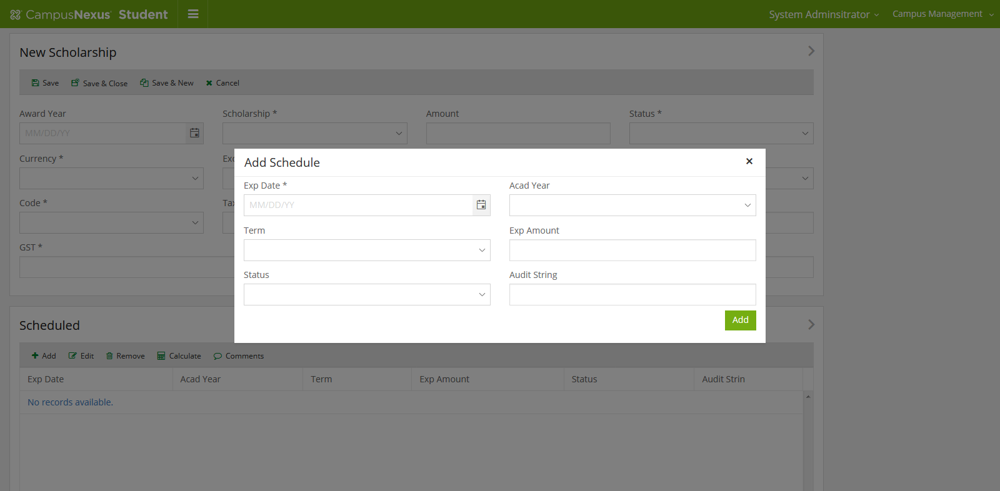 CampusNexus® Student
System Adminsitrator
Campus Management
New Scholarship
Save
Save & Close
Save & New
Cancel
Award Year
Scholarship *
Amount
Status *
MM/DD/YY
Currency *
Code *
GST *
Add Schedule
Exp Date *
Acad Year
MM/DD/YY
Term
Exp Amount
Status
Audit String
Add
Scheduled
Add
Edit
Remove
Calculate
Comments
Exp Date
Acad Year
Term
Exp Amount
Status
Audit Strin
No records available.